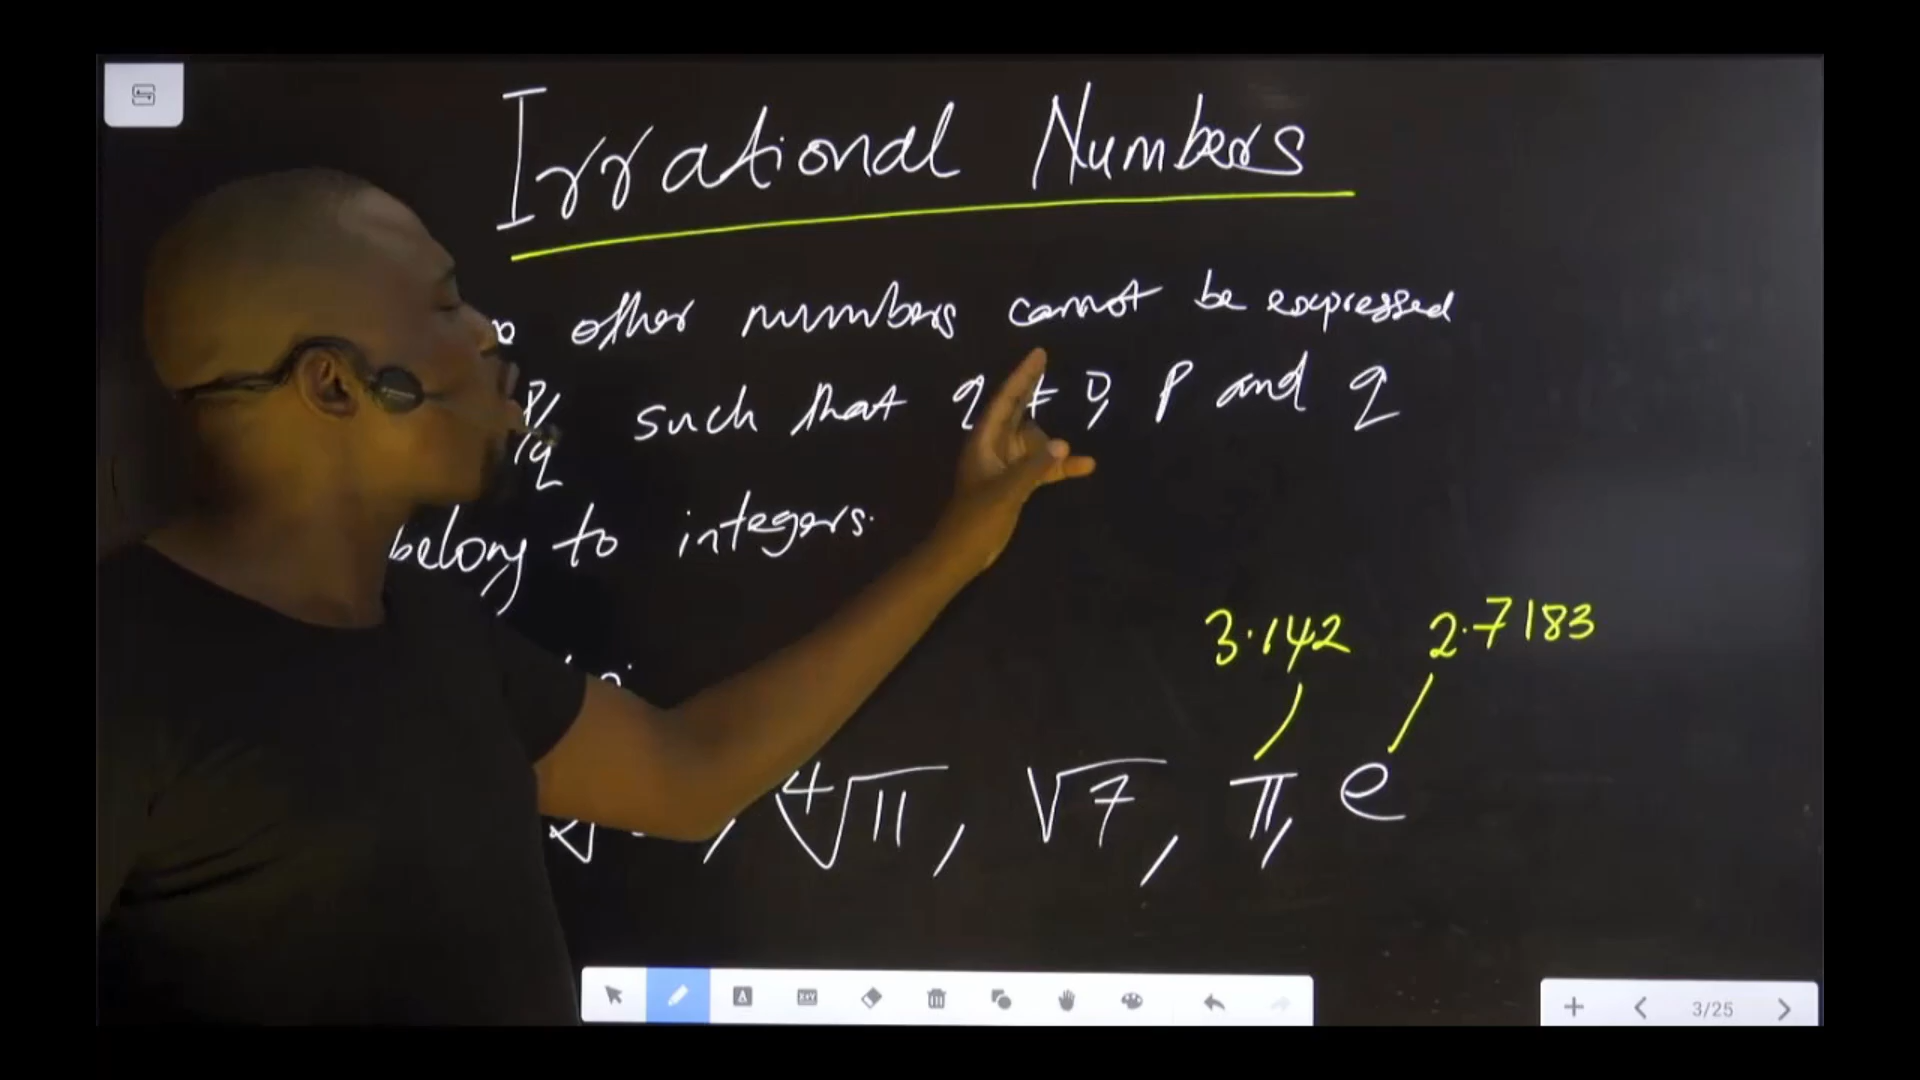 Irrational Numbers
other numbers cannot be expressed
P/q such that q ≠ 0, P and q
belong to integers.
3.142 2.7183
∜11, √7, π, e
3/25